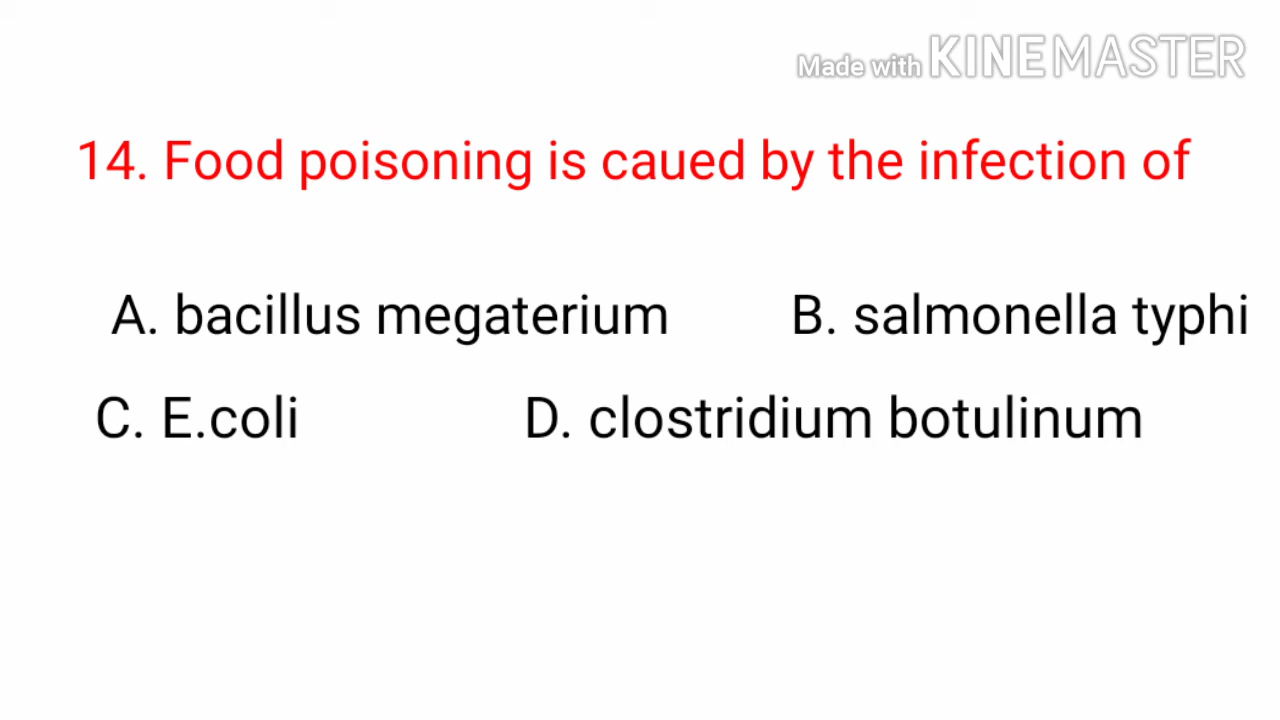 Made with KINEMASTER
14. Food poisoning is caued by the infection of
A. bacillus megaterium B. salmonella typhi
C. E.coli D. clostridium botulinum